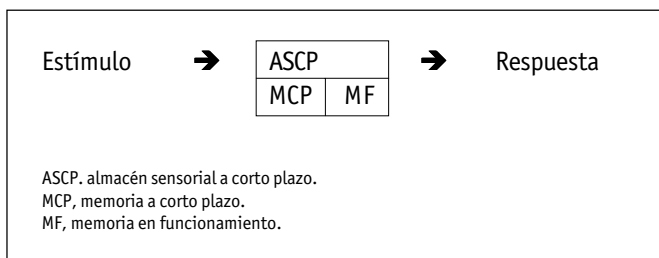 Estímulo ➔ ASCP ➔ Respuesta
MCP MF
ASCP. almacén sensorial a corto plazo.
MCP, memoria a corto plazo.
MF, memoria en funcionamiento.